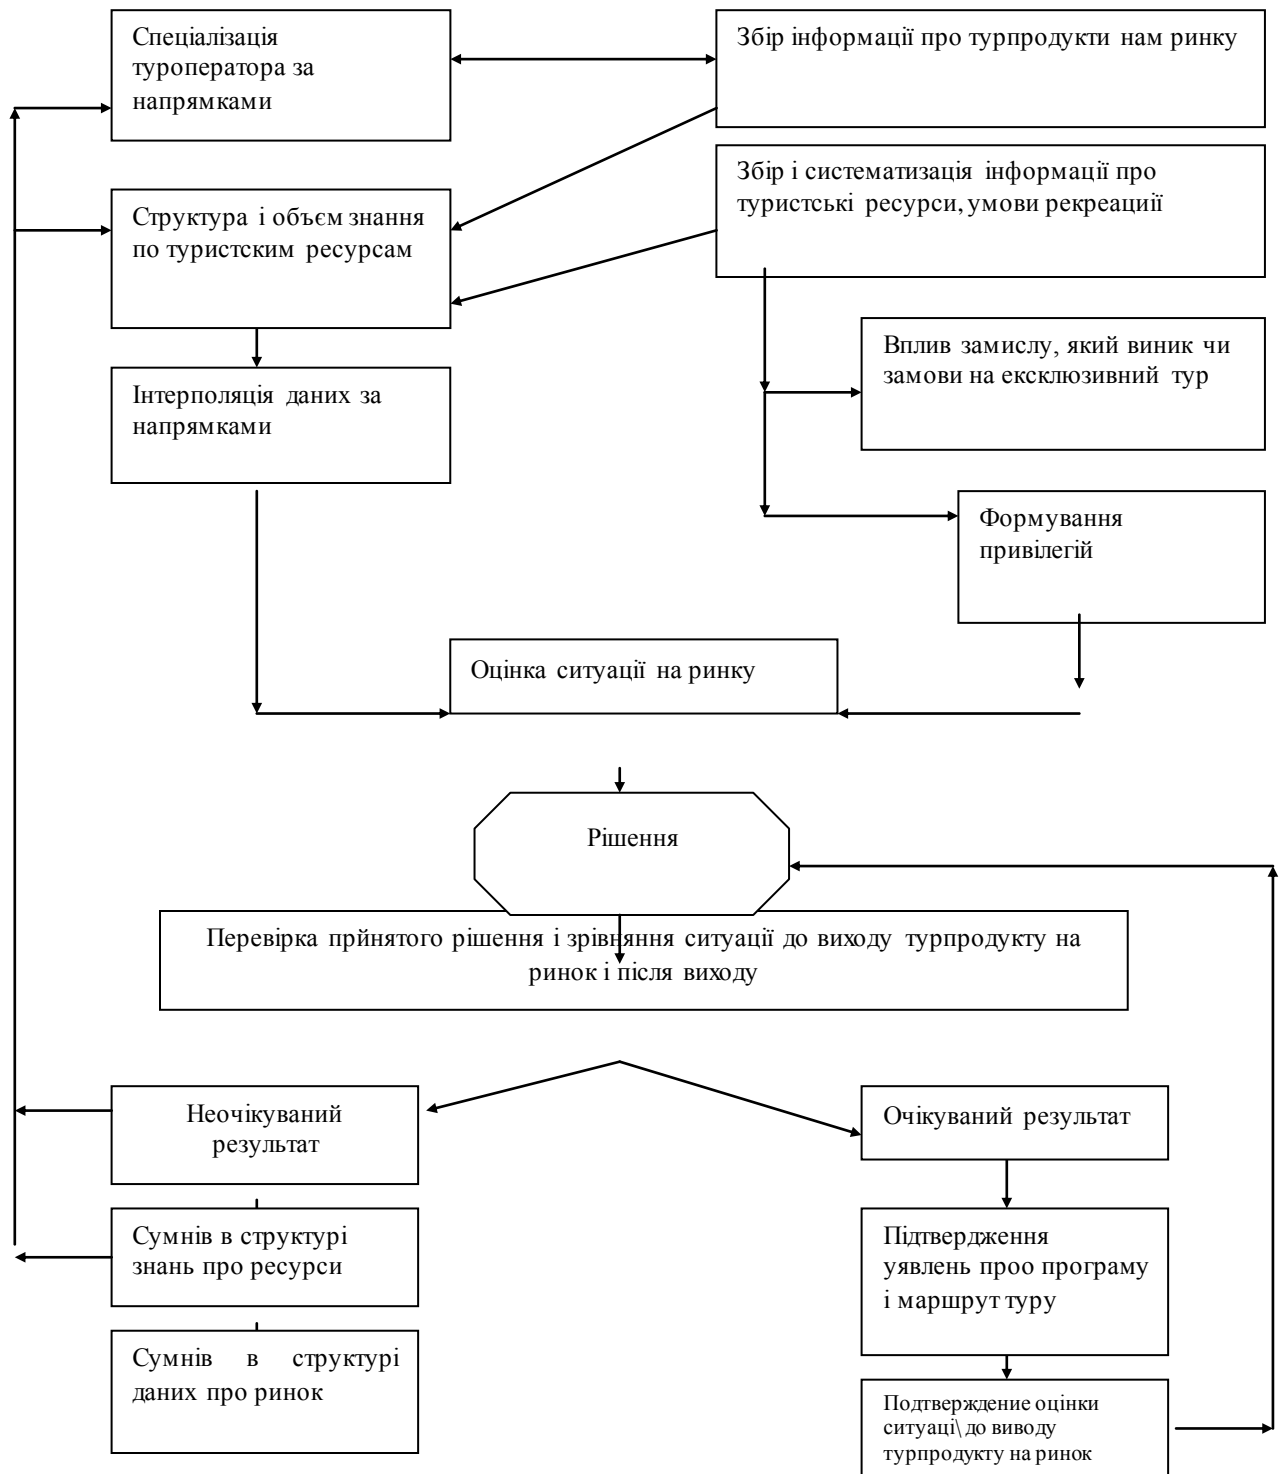 Спеціалізація
туроператора за
напрямками
Збір інформації про турпродукти нам ринку
Збір і систематизація інформації про
туристські ресурси, умови рекреациії
Структура і объєм знання
по туристским ресурсам
Вплив замислу, який виник чи
замови на ексклюзивний тур
Інтерполяція даних за
напрямками
Формування
привілегій
Оцінка ситуації на ринку
Рішення
Перевірка прйнятого рішення і зрівняння ситуації до виходу турпродукту на
ринок і після виходу
Неочікуваний
результат
Очікуваний результат
Сумнів в структурі
знань про ресурси
Підтвердження
уявлень проо програму
і маршрут туру
Сумнів в структурі
даних про ринок
Подтверждение оцінки
ситуаці\ до виводу
турпродукту на ринок